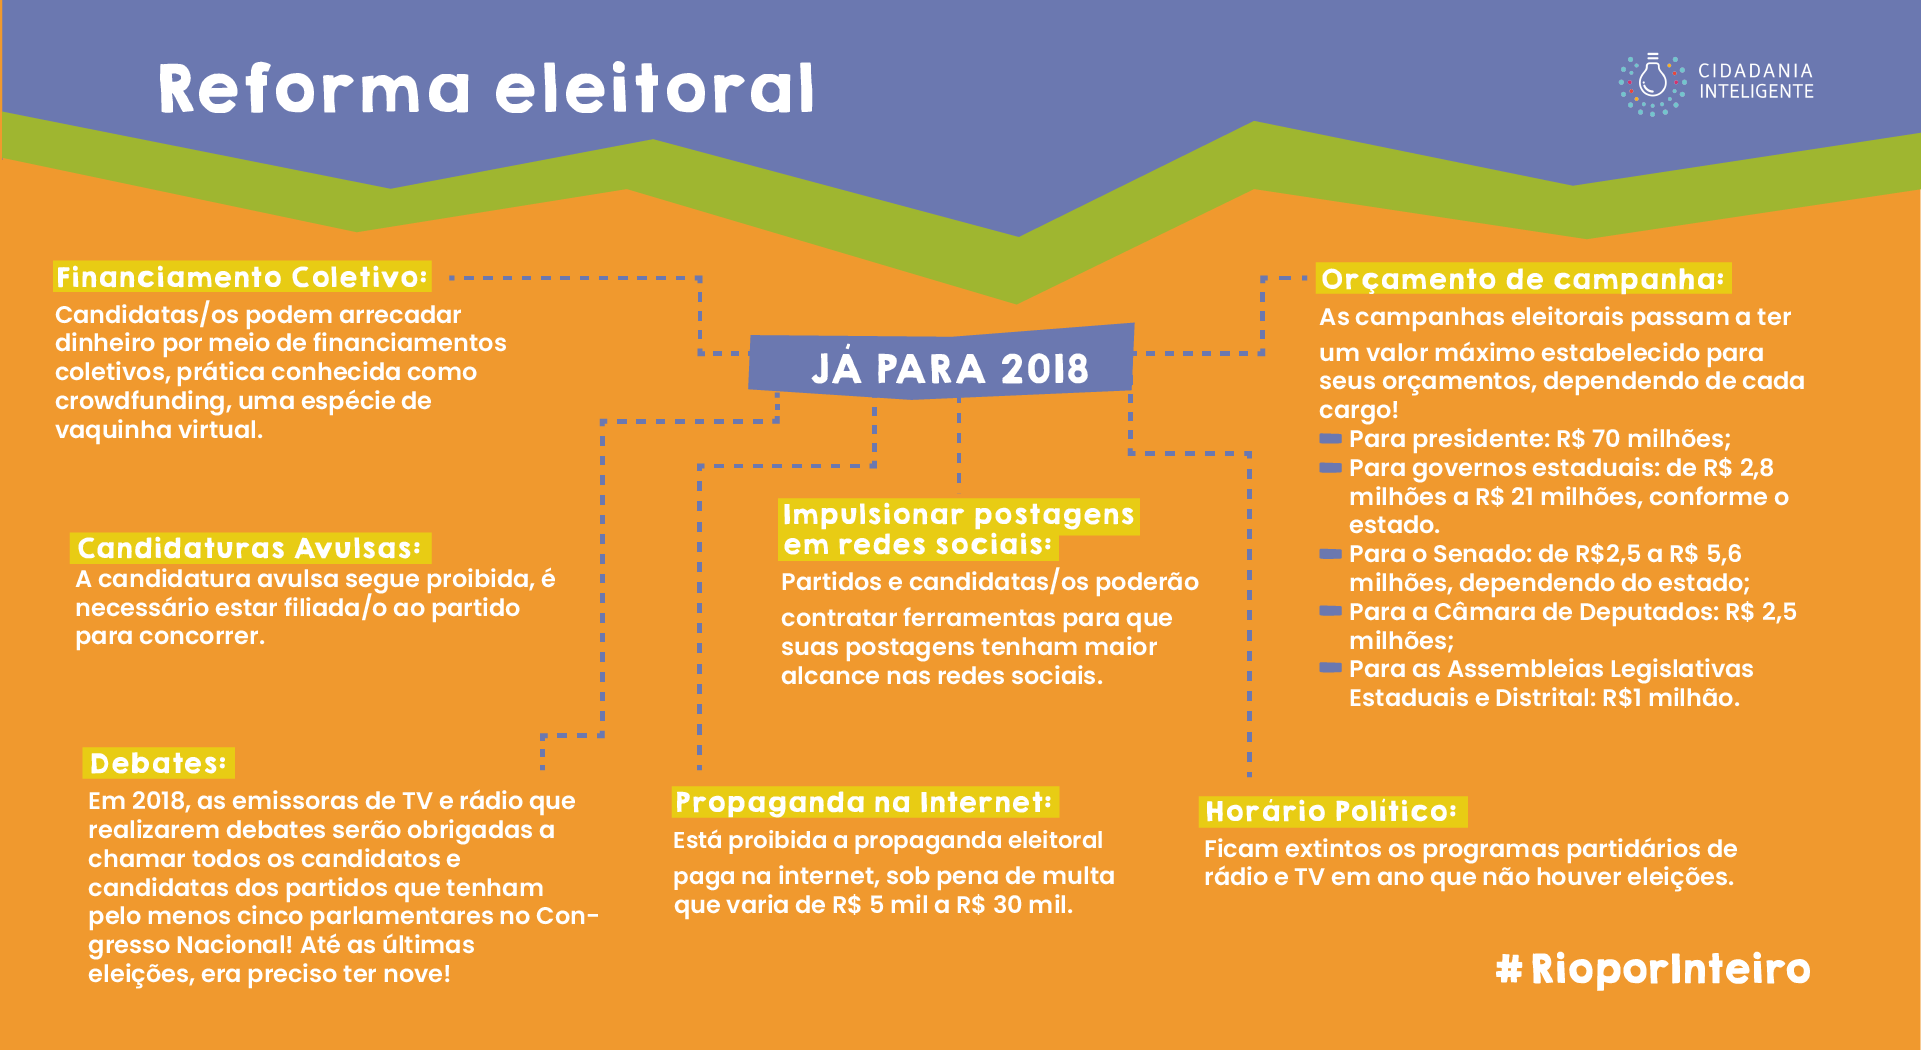 Reforma eleitoral
CIDADANIA
INTELIGENTE
Financiamento Coletivo:
Candidatas/os podem arrecadar
dinheiro por meio de financiamentos
coletivos, prática conhecida como
crowdfunding, uma espécie de
vaquinha virtual.
JÁ PARA 2018
Orçamento de campanha:
As campanhas eleitorais passam a ter
um valor máximo estabelecido para
seus orçamentos, dependendo de cada
cargo!
Para presidente: R$ 70 milhões;
Para governos estaduais: de R$ 2,8
milhões a R$ 21 milhões, conforme o
estado.
Para o Senado: de R$2,5 a R$ 5,6
milhões, dependendo do estado;
Para a Câmara de Deputados: R$ 2,5
milhões;
Para as Assembleias Legislativas
Estaduais e Distrital: R$1 milhão.
Candidaturas Avulsas:
A candidatura avulsa segue proibida, é
necessário estar filiada/o ao partido
para concorrer.
Impulsionar postagens
em redes sociais:
Partidos e candidatas/os poderão
contratar ferramentas para que
suas postagens tenham maior
alcance nas redes sociais.
Debates:
Em 2018, as emissoras de TV e rádio que
realizarem debates serão obrigadas a
chamar todos os candidatos e
candidatas dos partidos que tenham
pelo menos cinco parlamentares no Con-
gresso Nacional! Até as últimas
eleições, era preciso ter nove!
Propaganda na Internet:
Está proibida a propaganda eleitoral
paga na internet, sob pena de multa
que varia de R$ 5 mil a R$ 30 mil.
Horário Político:
Ficam extintos os programas partidários de
rádio e TV em ano que não houver eleições.
#RioporInteiro